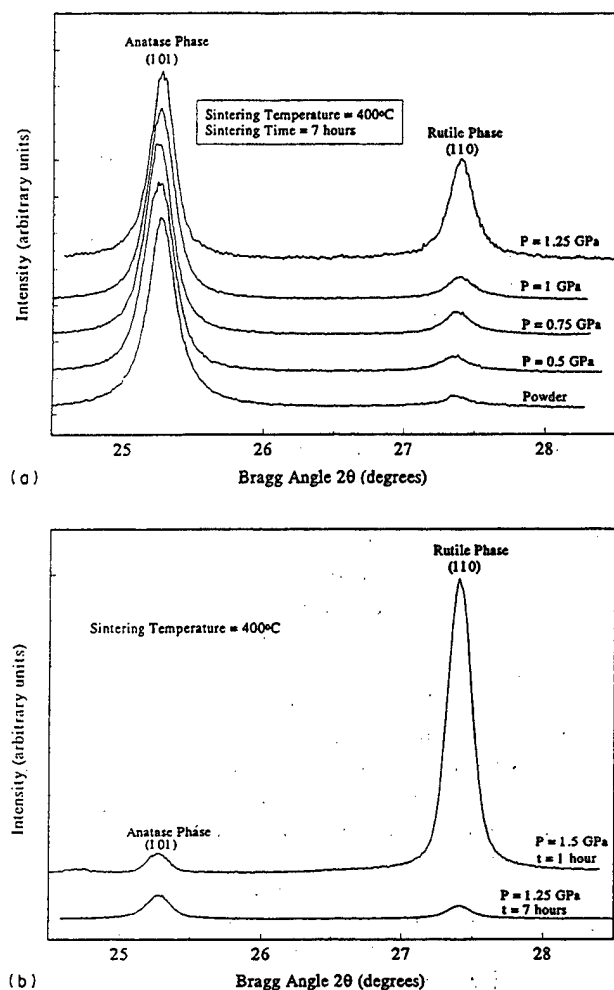 Anatase Phase
(101)
Sintering Temperature = 400°C
Sintering Time = 7 hours
Rutile Phase
(110)
P = 1.25 GPa
P = 1 GPa
P = 0.75 GPa
P = 0.5 GPa
Powder
Intensity (arbitrary units)
25 26 27 28
Bragg Angle 2θ (degrees)
(a)
Rutile Phase
(110)
Sintering Temperature = 400°C
Anatase Phase
(101)
P = 1.5 GPa
t = 1 hour
P = 1.25 GPa
t = 7 hours
Intensity (arbitrary units)
25 26 27 28
Bragg Angle 2θ (degrees)
(b)